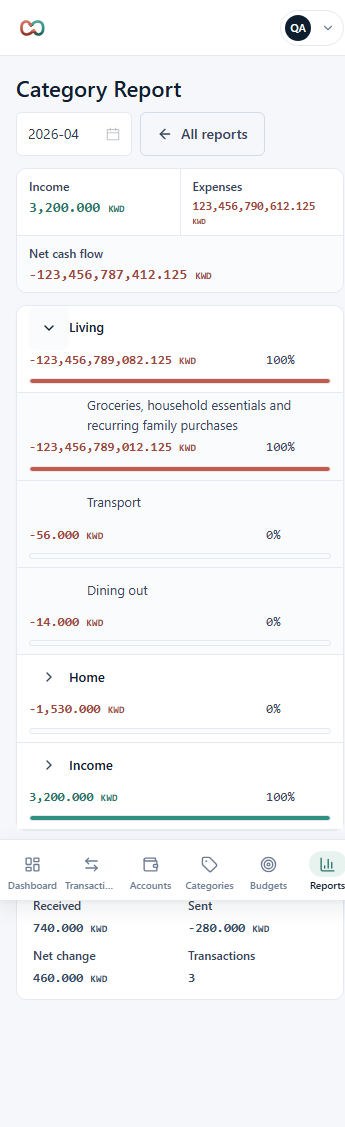 QA
Category Report
2026-04
All reports
Income
3,200.000 KWD
Expenses
123,456,790,612.125
KWD
Net cash flow
-123,456,787,412.125 KWD
Living
-123,456,789,082.125 KWD 100%
Groceries, household essentials and
recurring family purchases
-123,456,789,012.125 KWD 100%
Transport
-56.000 KWD 0%
Dining out
-14.000 KWD 0%
Home
-1,530.000 KWD 0%
Income
3,200.000 KWD 100%
Dashboard Transacti... Accounts Categories Budgets Reports
Received Sent
740.000 KWD -280.000 KWD
Net change Transactions
460.000 KWD 3